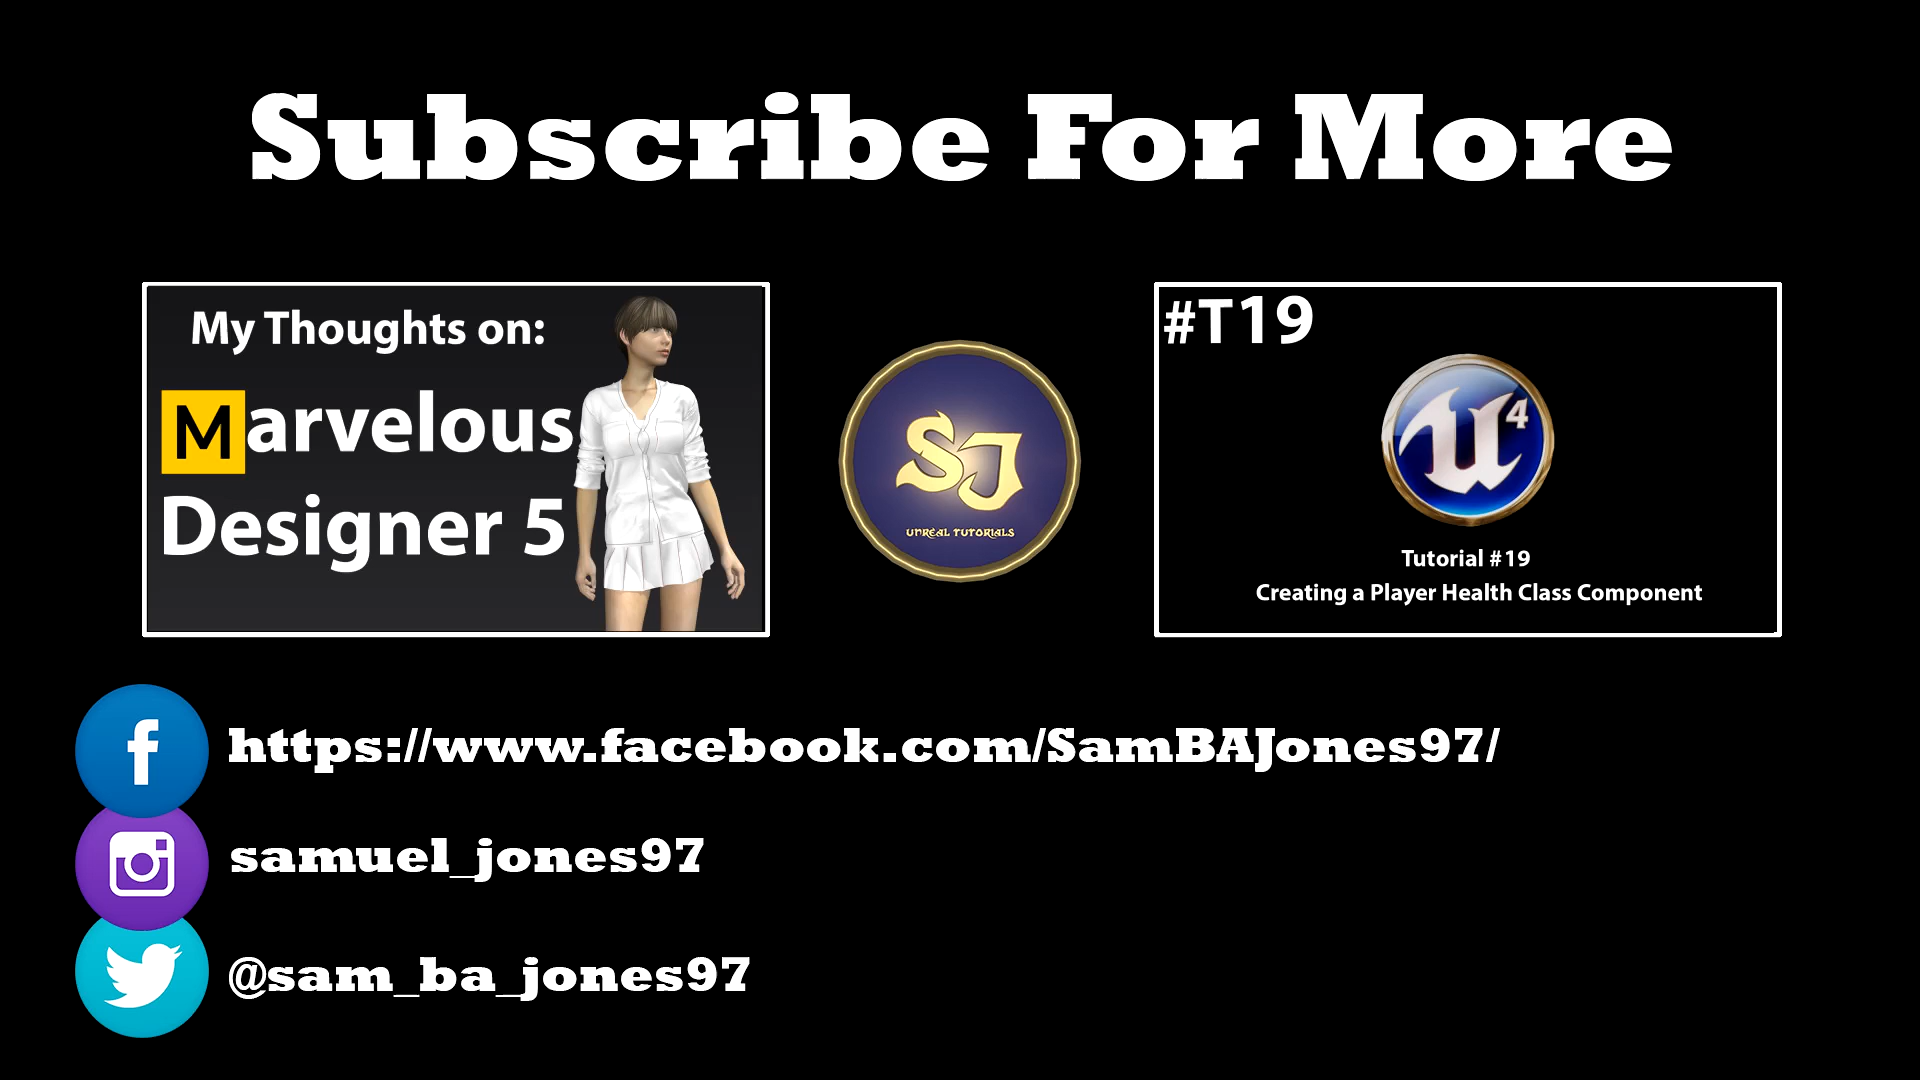 Subscribe For More
My Thoughts on:
Marvelous
Designer 5
SJ
UNREAL TUTORIALS
#T19
U4
Tutorial #19
Creating a Player Health Class Component
f
https://www.facebook.com/SamBAJones97/
samuel_jones97
@sam_ba_jones97